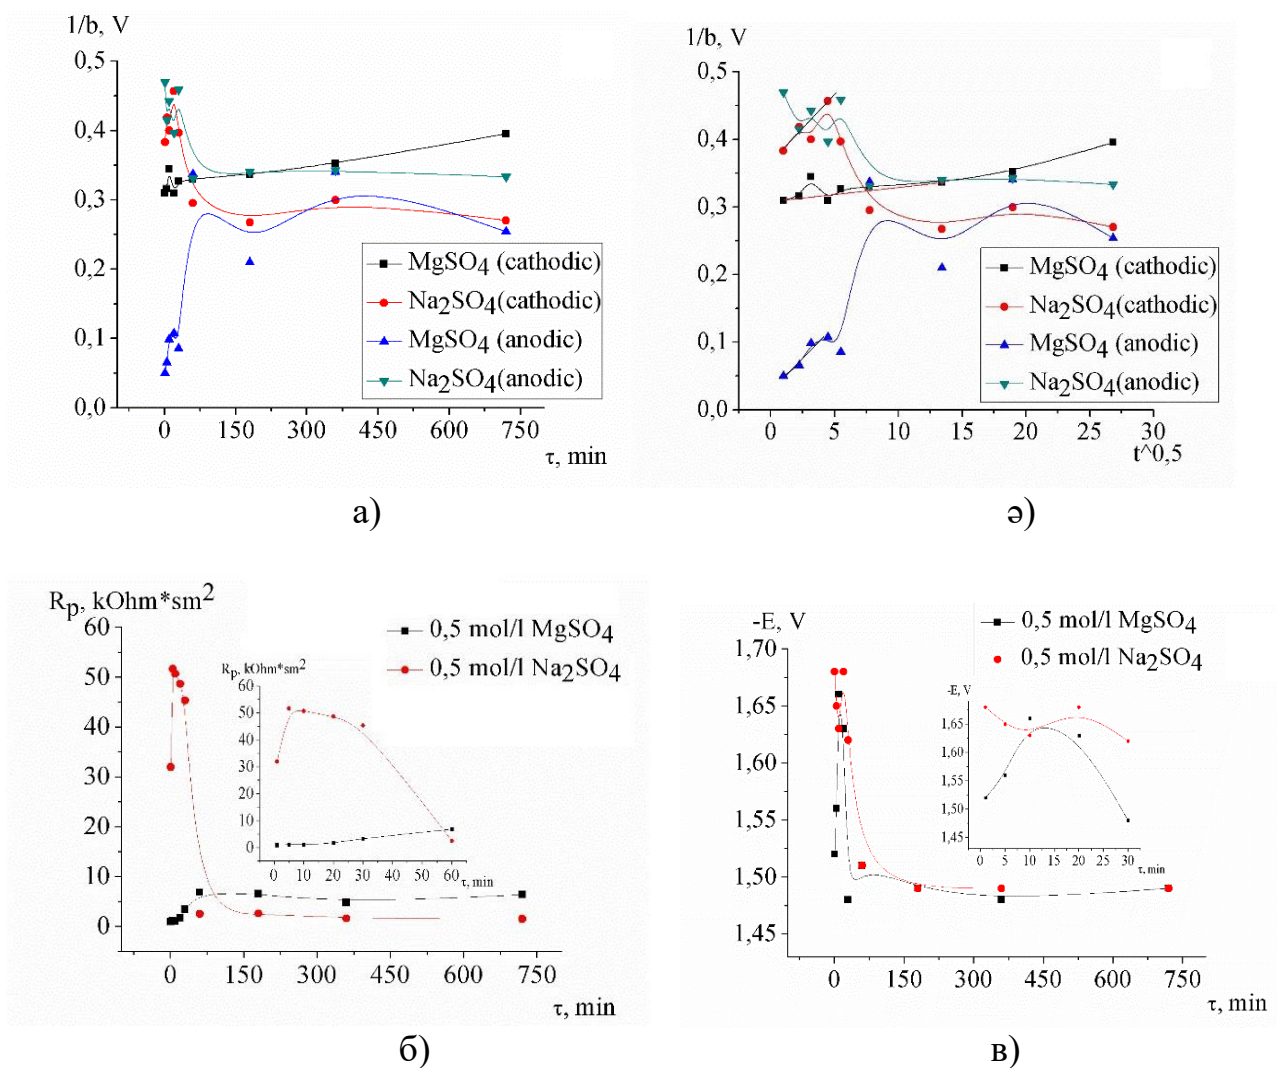 1/b, V
0,5
0,4
0,3
0,2
0,1
0,0
0 150 300 450 600 750
τ, min
MgSO4 (cathodic)
Na2SO4(cathodic)
MgSO4 (anodic)
Na2SO4(anodic)
а)
1/b, V
0,5
0,4
0,3
0,2
0,1
0,0
0 5 10 15 20 25 30
t^0,5
MgSO4 (cathodic)
Na2SO4(cathodic)
MgSO4 (anodic)
Na2SO4(anodic)
ә)
Rp, kOhm*sm2
60
50
40
30
20
10
0
0 150 300 450 600 750
τ, min
0,5 mol/l MgSO4
0,5 mol/l Na2SO4
Rp, kOhm*sm2
60
50
40
30
20
10
0
0 10 20 30 40 50 60
τ, min
б)
-E, V
1,70
1,65
1,60
1,55
1,50
1,45
0 150 300 450 600 750
τ, min
0,5 mol/l MgSO4
0,5 mol/l Na2SO4
-E, V
1,65
1,60
1,55
1,50
1,45
0 5 10 15 20 25 30
τ, min
в)